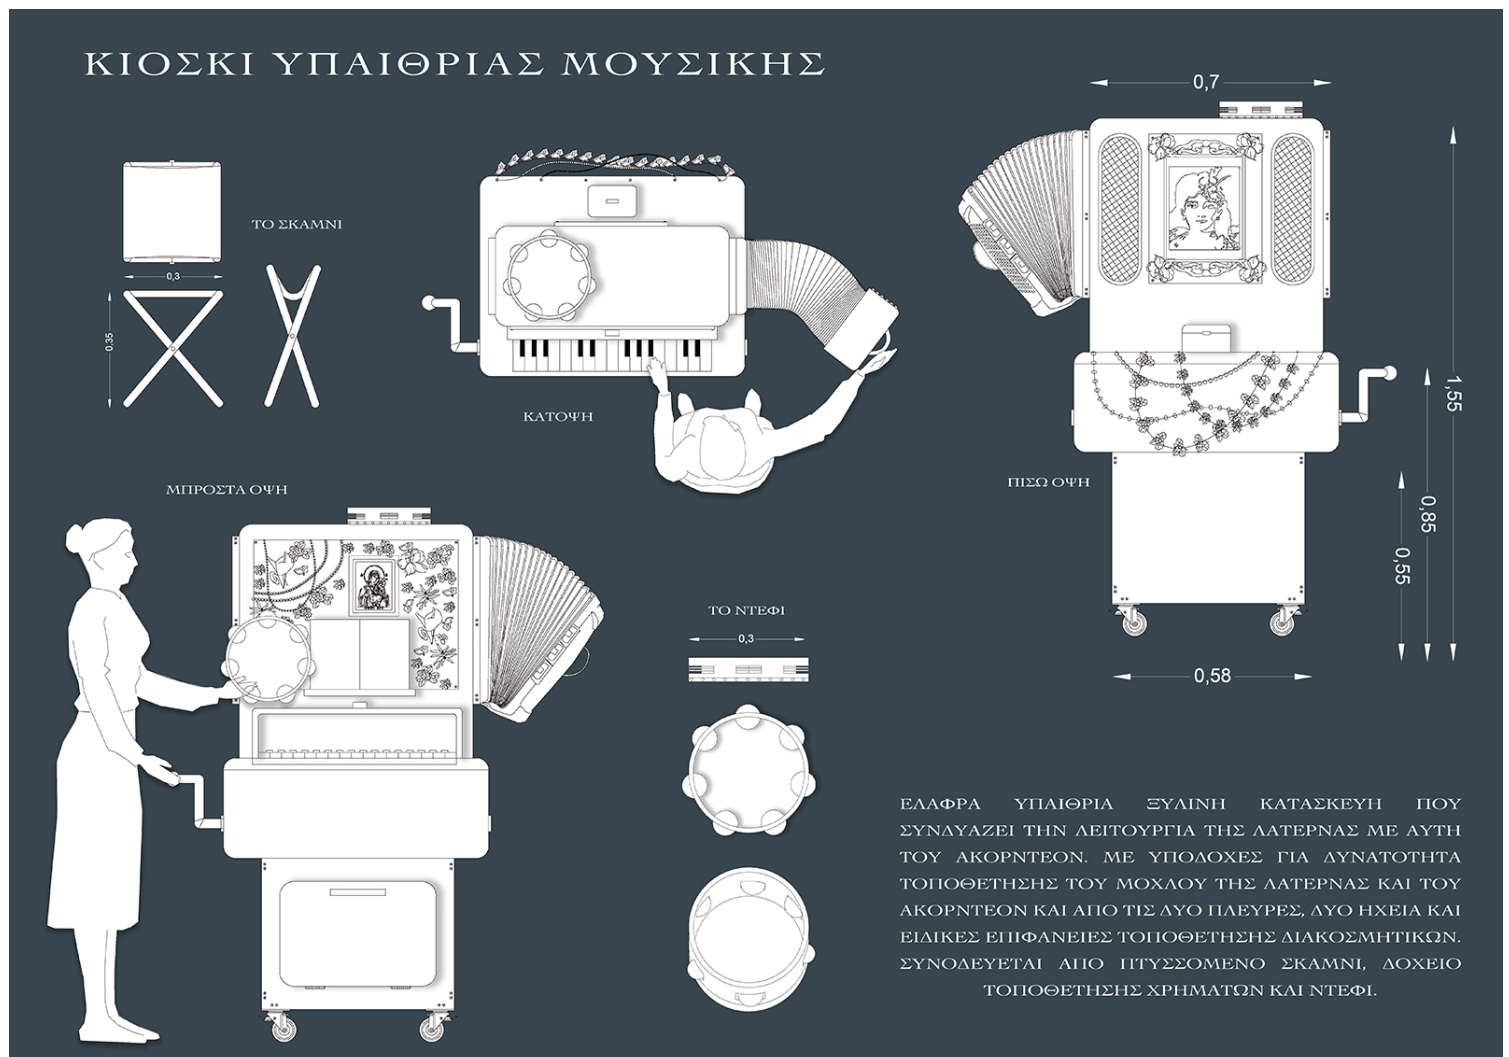 ΚΙΟΣΚΙ ΥΠΑΙΘΡΙΑΣ ΜΟΥΣΙΚΗΣ
0,7
ΤΟ ΣΚΑΜΝΙ
0,3
0,35
ΚΑΤΟΨΗ
1,55
0,85
0,55
ΠΙΣΩ ΟΨΗ
0,58
ΜΠΡΟΣΤΑ ΟΨΗ
ΤΟ ΝΤΕΦΙ
0,3
ΕΛΑΦΡΑ ΥΠΑΙΘΡΙΑ ΞΥΛΙΝΗ ΚΑΤΑΣΚΕΥΗ ΠΟΥ
ΣΥΝΔΥΑΖΕΙ ΤΗΝ ΛΕΙΤΟΥΡΓΙΑ ΤΗΣ ΛΑΤΕΡΝΑΣ ΜΕ ΑΥΤΗ
ΤΟΥ ΑΚΟΡΝΤΕΟΝ. ΜΕ ΥΠΟΔΟΧΕΣ ΓΙΑ ΔΥΝΑΤΟΤΗΤΑ
ΤΟΠΟΘΕΤΗΣΗΣ ΤΟΥ ΜΟΧΛΟΥ ΤΗΣ ΛΑΤΕΡΝΑΣ ΚΑΙ ΤΟΥ
ΑΚΟΡΝΤΕΟΝ ΚΑΙ ΑΠΟ ΤΙΣ ΔΥΟ ΠΛΕΥΡΕΣ, ΔΥΟ ΗΧΕΙΑ ΚΑΙ
ΕΙΔΙΚΕΣ ΕΠΙΦΑΝΕΙΕΣ ΤΟΠΟΘΕΤΗΣΗΣ ΔΙΑΚΟΣΜΗΤΙΚΩΝ.
ΣΥΝΟΔΕΥΕΤΑΙ ΑΠΟ ΠΤΥΣΣΟΜΕΝΟ ΣΚΑΜΝΙ, ΔΟΧΕΙΟ
ΤΟΠΟΘΕΤΗΣΗΣ ΧΡΗΜΑΤΩΝ ΚΑΙ ΝΤΕΦΙ.